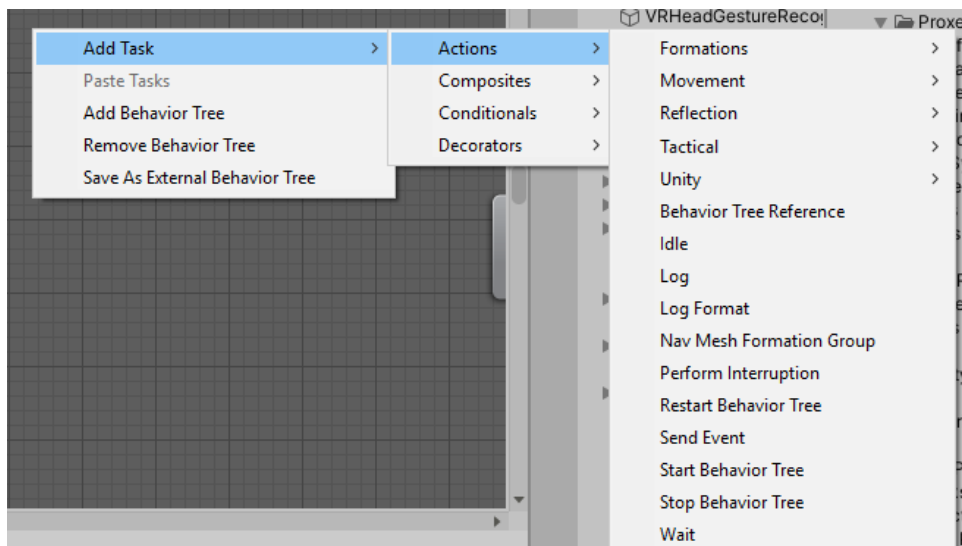 VRHeadGestureReco
Proxe
Add Task
Paste Tasks
Add Behavior Tree
Remove Behavior Tree
Save As External Behavior Tree
Actions
Composites
Conditionals
Decorators
Formations
Movement
Reflection
Tactical
Unity
Behavior Tree Reference
Idle
Log
Log Format
Nav Mesh Formation Group
Perform Interruption
Restart Behavior Tree
Send Event
Start Behavior Tree
Stop Behavior Tree
Wait